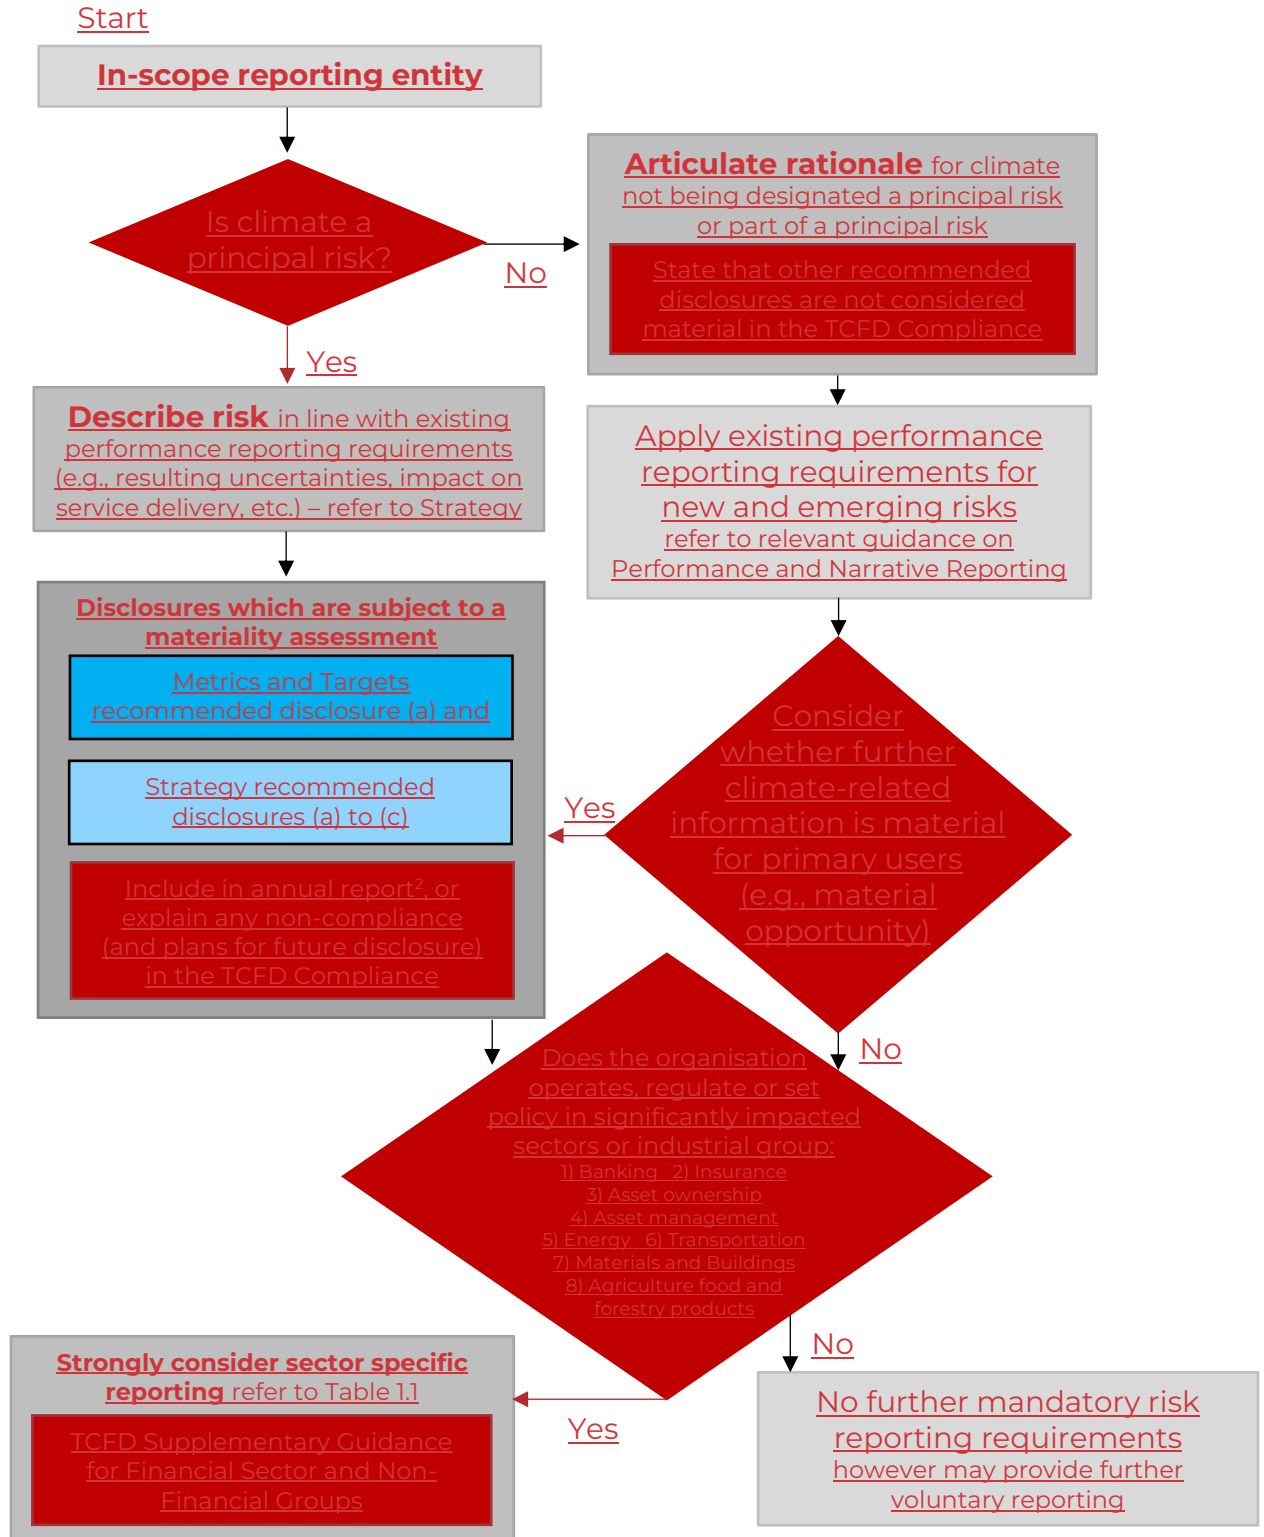 Start
In-scope reporting entity
Is climate a
principal risk?
No
Yes
Articulate rationale for climate
not being designated a principal risk
or part of a principal risk
State that other recommended
disclosures are not considered
material in the TCFD Compliance
Describe risk in line with existing
performance reporting requirements
(e.g., resulting uncertainties, impact on
service delivery, etc.) – refer to Strategy
Apply existing performance
reporting requirements for
new and emerging risks
refer to relevant guidance on
Performance and Narrative Reporting
Disclosures which are subject to a
materiality assessment
Metrics and Targets
recommended disclosure (a) and
Strategy recommended
disclosures (a) to (c)
Include in annual report², or
explain any non-compliance
(and plans for future disclosure)
in the TCFD Compliance
Consider
whether further
climate-related
information is material
for primary users
(e.g., material
opportunity)
Yes
No
Does the organisation
operates, regulate or set
policy in significantly impacted
sectors or industrial group:
1) Banking 2) Insurance
3) Asset ownership
4) Asset management
5) Energy 6) Transportation
7) Materials and Buildings
8) Agriculture food and
forestry products
No
Yes
Strongly consider sector specific
reporting refer to Table 1.1
TCFD Supplementary Guidance
for Financial Sector and Non-
Financial Groups
No further mandatory risk
reporting requirements
however may provide further
voluntary reporting